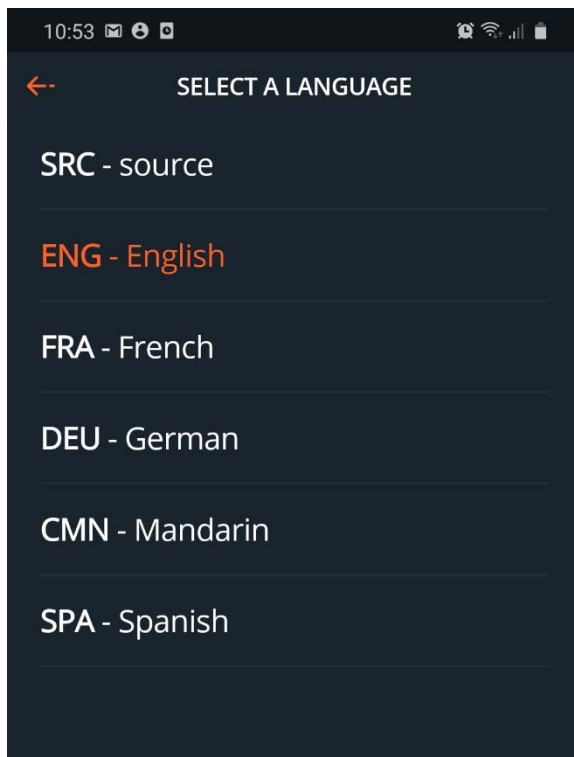 10:53
SELECT A LANGUAGE
SRC - source
ENG - English
FRA - French
DEU - German
CMN - Mandarin
SPA - Spanish